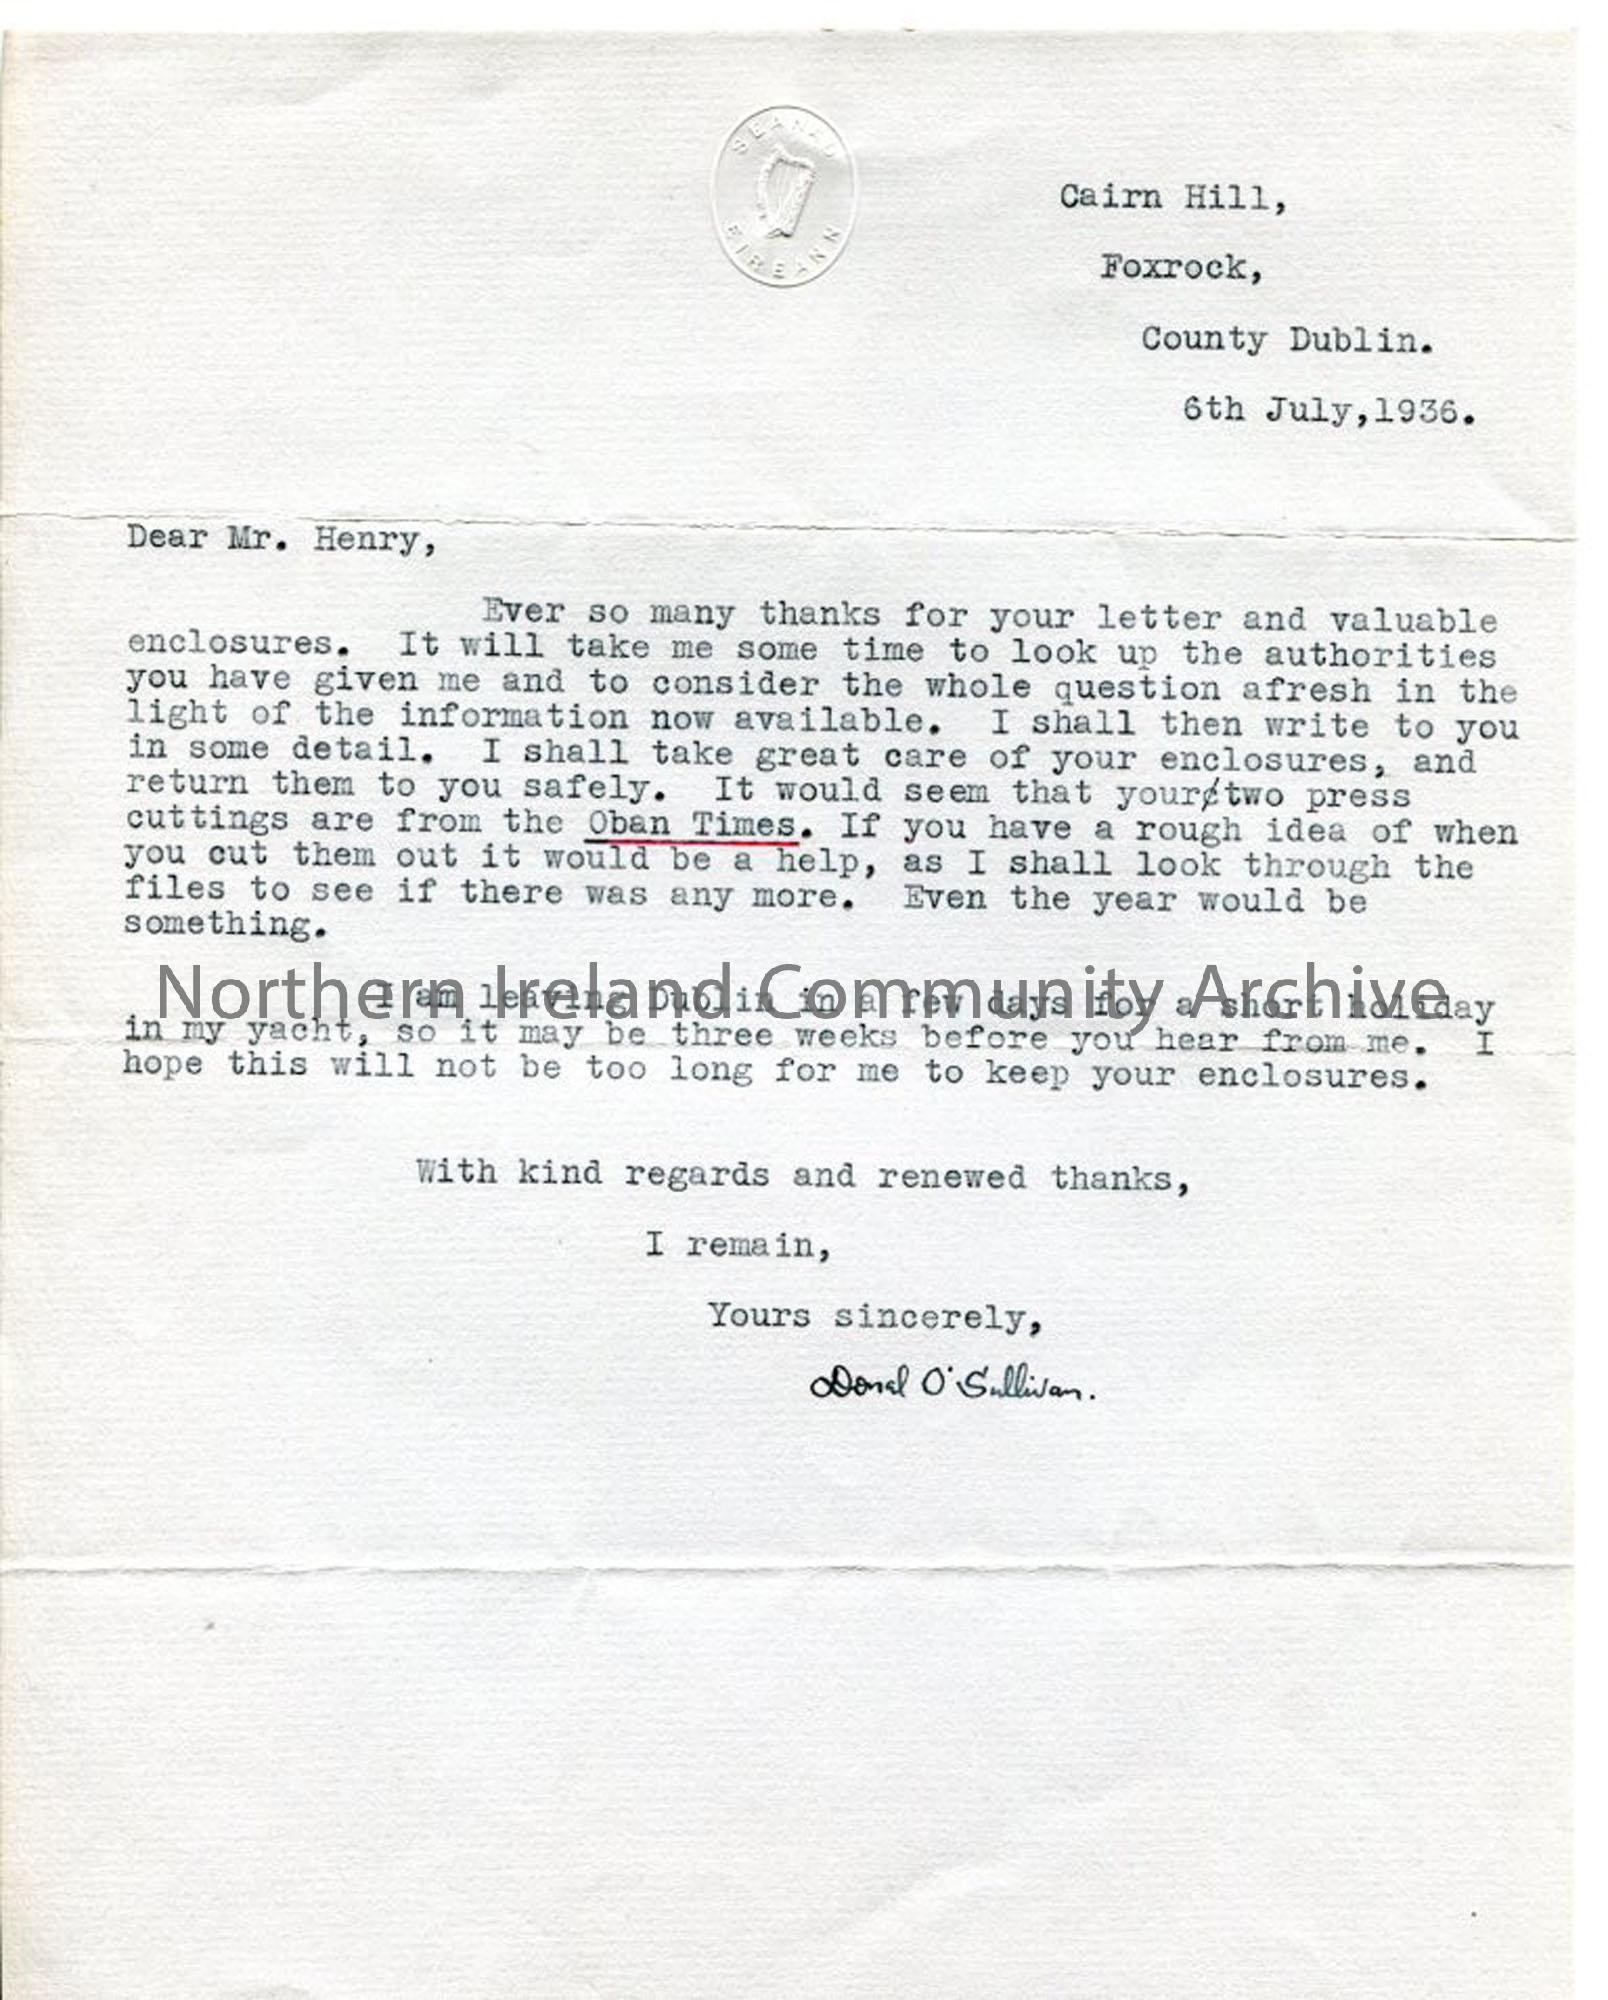 SEANAD
EIREANN
Cairn Hill,
Foxrock,
County Dublin.
6th July,1936.
Dear Mr. Henry,
Ever so many thanks for your letter and valuable
enclosures. It will take me some time to look up the authorities
you have given me and to consider the whole question afresh in the
light of the information now available. I shall then write to you
in some detail. I shall take great care of your enclosures, and
return them to you safely. It would seem that your two press
cuttings are from the Oban Times. If you have a rough idea of when
you cut them out it would be a help, as I shall look through the
files to see if there was any more. Even the year would be
something.
Northern Ireland Community Archive
I am leaving Dublin in a few days for a short holiday
in my yacht, so it may be three weeks before you hear from me. I
hope this will not be too long for me to keep your enclosures.
With kind regards and renewed thanks,
I remain,
Yours sincerely,
Donal O'Sullivan.